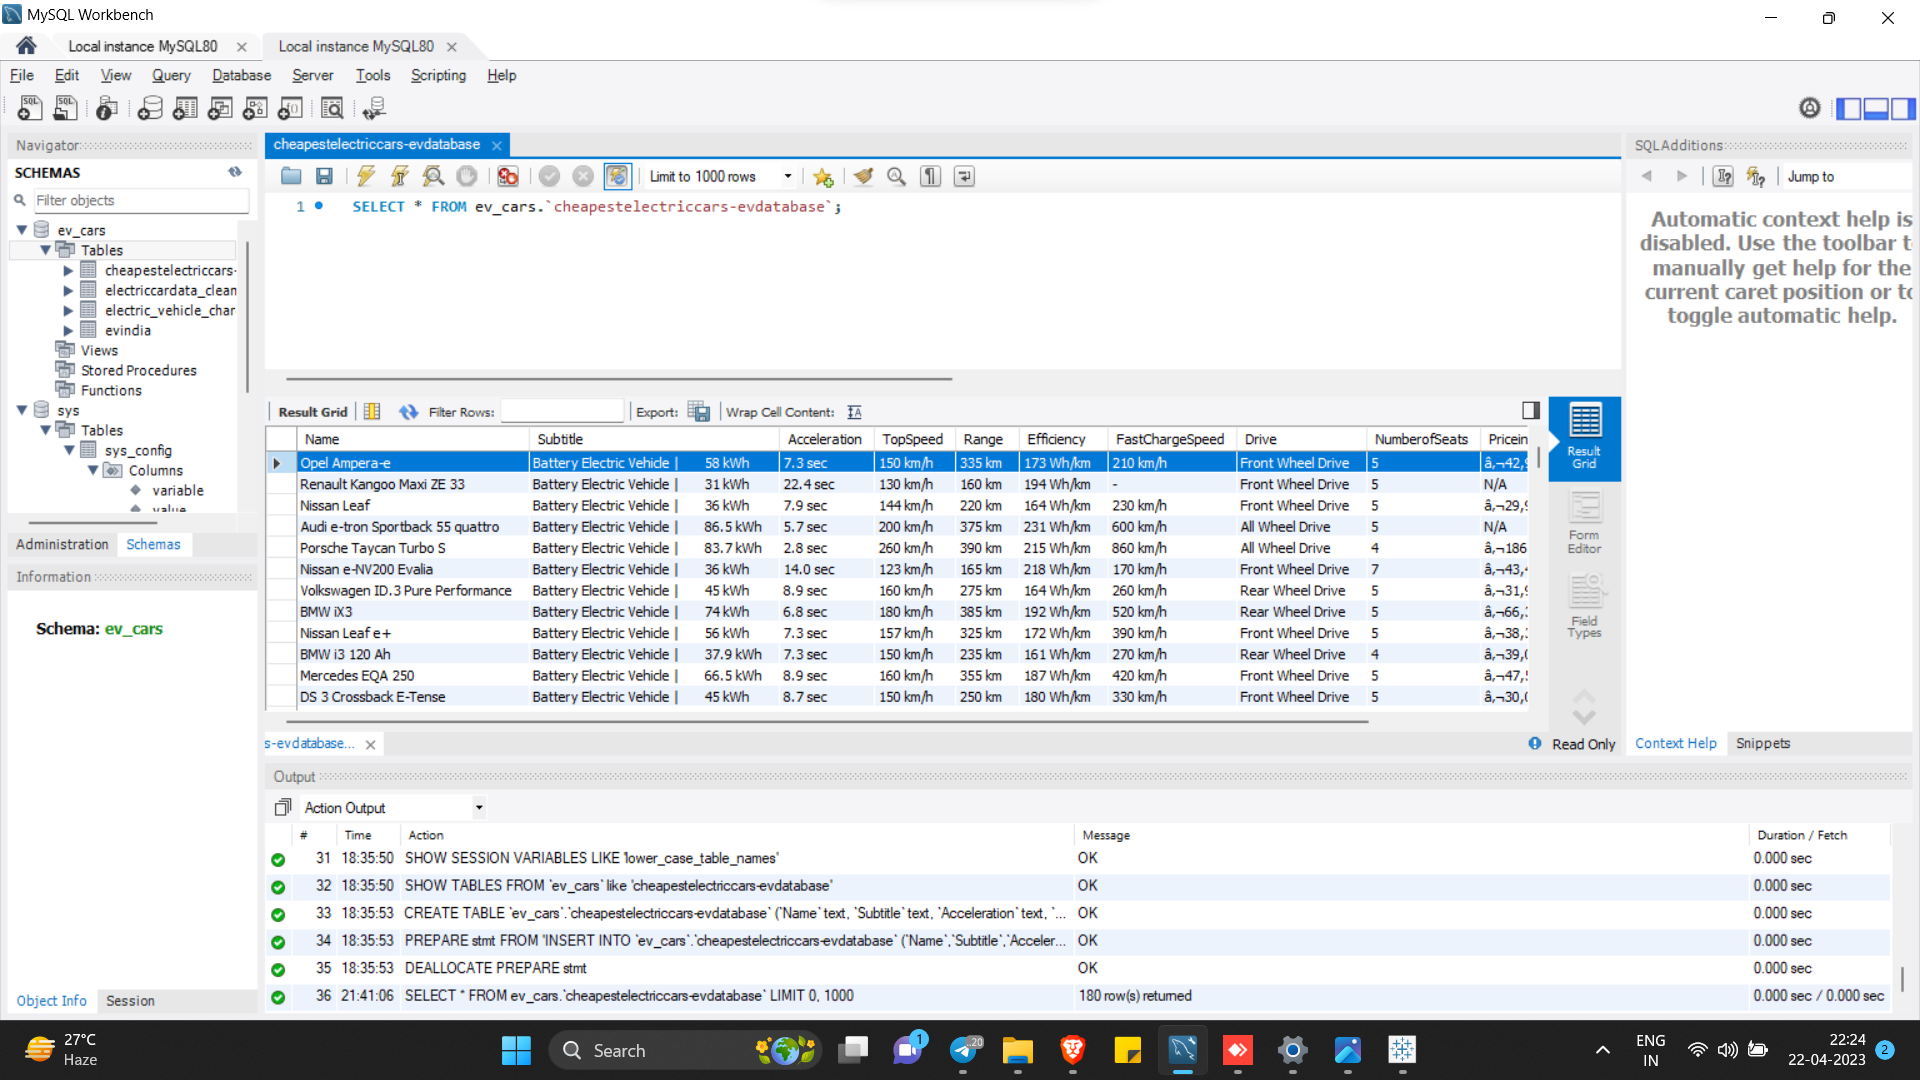 MySQL Workbench
Local instance MySQL80 Local instance MySQL80
File Edit View Query Database Server Tools Scripting Help
Navigator
SCHEMAS
Filter objects
ev_cars
Tables
cheapestelectriccars-
electriccardata_clean
electric_vehicle_char
evindia
Views
Stored Procedures
Functions
sys
Tables
sys_config
Columns
variable
value
Administration Schemas
Information
Schema: ev_cars
Object Info Session
cheapestelectriccars-evdatabase
Limit to 1000 rows
1 SELECT * FROM ev_cars.`cheapestelectriccars-evdatabase`;
Result Grid Filter Rows: Export: Wrap Cell Content:
Name Subtitle Acceleration TopSpeed Range Efficiency FastChargeSpeed Drive NumberofSeats Pricein
Opel Ampera-e Battery Electric Vehicle | 58 kWh 7.3 sec 150 km/h 335 km 173 Wh/km 210 km/h Front Wheel Drive 5 â‚¬42,9
Renault Kangoo Maxi ZE 33 Battery Electric Vehicle | 31 kWh 22.4 sec 130 km/h 160 km 194 Wh/km - Front Wheel Drive 5 N/A
Nissan Leaf Battery Electric Vehicle | 36 kWh 7.9 sec 144 km/h 220 km 164 Wh/km 230 km/h Front Wheel Drive 5 â‚¬29,9
Audi e-tron Sportback 55 quattro Battery Electric Vehicle | 86.5 kWh 5.7 sec 200 km/h 375 km 231 Wh/km 600 km/h All Wheel Drive 5 N/A
Porsche Taycan Turbo S Battery Electric Vehicle | 83.7 kWh 2.8 sec 260 km/h 390 km 215 Wh/km 860 km/h All Wheel Drive 4 â‚¬186
Nissan e-NV200 Evalia Battery Electric Vehicle | 36 kWh 14.0 sec 123 km/h 165 km 218 Wh/km 170 km/h Front Wheel Drive 7 â‚¬43,4
Volkswagen ID.3 Pure Performance Battery Electric Vehicle | 45 kWh 8.9 sec 160 km/h 275 km 164 Wh/km 260 km/h Rear Wheel Drive 5 â‚¬31,9
BMW iX3 Battery Electric Vehicle | 74 kWh 6.8 sec 180 km/h 385 km 192 Wh/km 520 km/h Rear Wheel Drive 5 â‚¬66,
Nissan Leaf e+ Battery Electric Vehicle | 56 kWh 7.3 sec 157 km/h 325 km 172 Wh/km 390 km/h Front Wheel Drive 5 â‚¬38,
BMW i3 120 Ah Battery Electric Vehicle | 37.9 kWh 7.3 sec 150 km/h 235 km 161 Wh/km 270 km/h Rear Wheel Drive 4 â‚¬39,0
Mercedes EQA 250 Battery Electric Vehicle | 66.5 kWh 8.9 sec 160 km/h 355 km 187 Wh/km 420 km/h Front Wheel Drive 5 â‚¬47,5
DS 3 Crossback E-Tense Battery Electric Vehicle | 45 kWh 8.7 sec 150 km/h 250 km 180 Wh/km 330 km/h Front Wheel Drive 5 â‚¬30,0
Result
Grid
Form
Editor
Field
Types
s-evdatabase... Read Only
SQLAdditions
Jump to
Automatic context help is
disabled. Use the toolbar t
manually get help for the
current caret position or to
toggle automatic help.
Context Help Snippets
Output
Action Output
# Time Action Message Duration / Fetch
31 18:35:50 SHOW SESSION VARIABLES LIKE 'lower_case_table_names' OK 0.000 sec
32 18:35:50 SHOW TABLES FROM `ev_cars` like 'cheapestelectriccars-evdatabase' OK 0.000 sec
33 18:35:53 CREATE TABLE `ev_cars`.`cheapestelectriccars-evdatabase` (`Name` text, `Subtitle` text, `Acceleration` text, `... OK 0.000 sec
34 18:35:53 PREPARE stmt FROM 'INSERT INTO `ev_cars`.`cheapestelectriccars-evdatabase` (`Name`,`Subtitle`,`Acceler... OK 0.000 sec
35 18:35:53 DEALLOCATE PREPARE stmt OK 0.000 sec
36 21:41:06 SELECT * FROM ev_cars.`cheapestelectriccars-evdatabase` LIMIT 0, 1000 180 row(s) returned 0.000 sec / 0.000 sec
27°C
Haze
Search
1
20
ENG
IN
22:24
22-04-2023
2